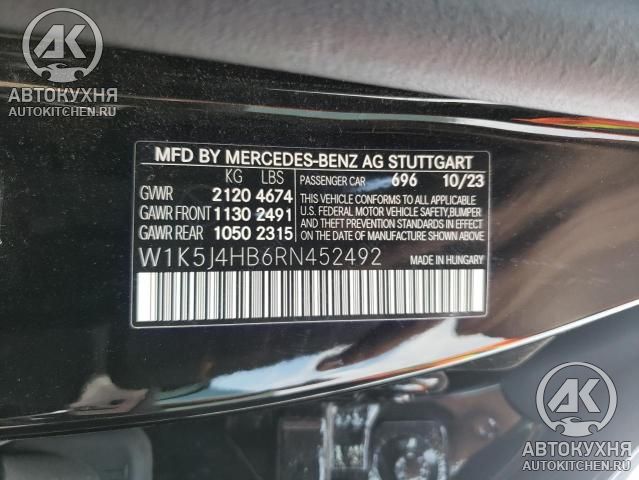 АВТОКУХНЯ
AUTOKITCHEN.RU
MFD BY MERCEDES-BENZ AG STUTTGART
KG LBS PASSENGER CAR 696 10/23
GVWR 2120 4674
GAWR FRONT 1130 2491
GAWR REAR 1050 2315
THIS VEHICLE CONFORMS TO ALL APPLICABLE
U.S. FEDERAL MOTOR VEHICLE SAFETY, BUMPER
AND THEFT PREVENTION STANDARDS IN EFFECT
ON THE DATE OF MANUFACTURE SHOWN ABOVE
W1K5J4HB6RN452492 MADE IN HUNGARY
АК
АВТОКУХНЯ
AUTOKITCHEN.RU